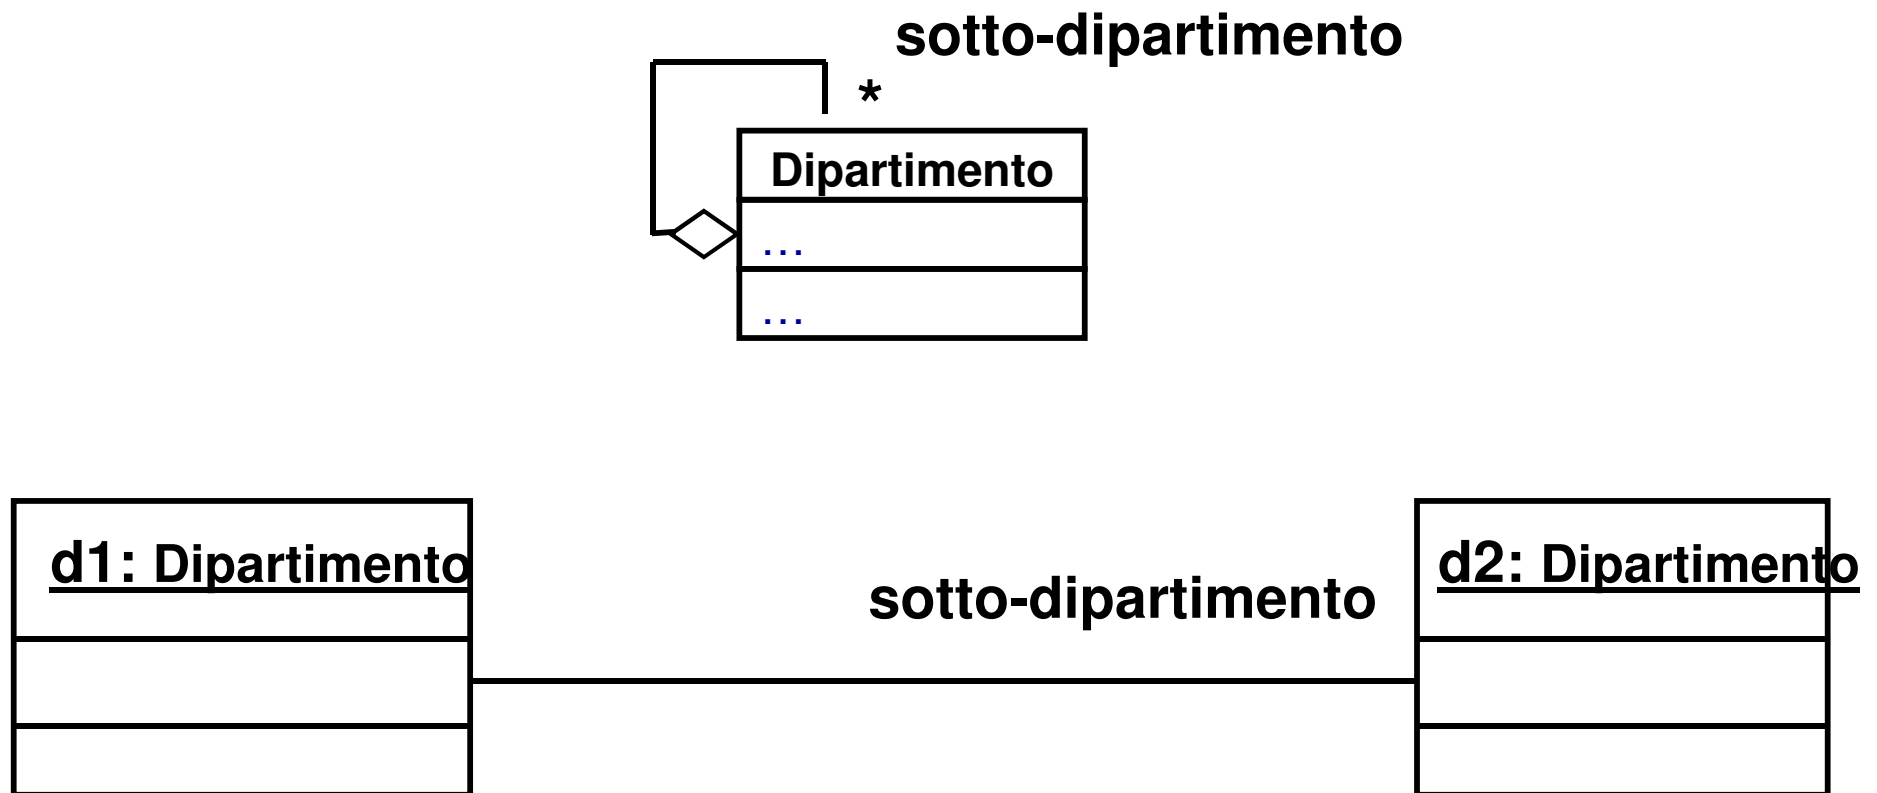 sotto-dipartimento
*
Dipartimento
...
...
d1: Dipartimento
sotto-dipartimento
d2: Dipartimento